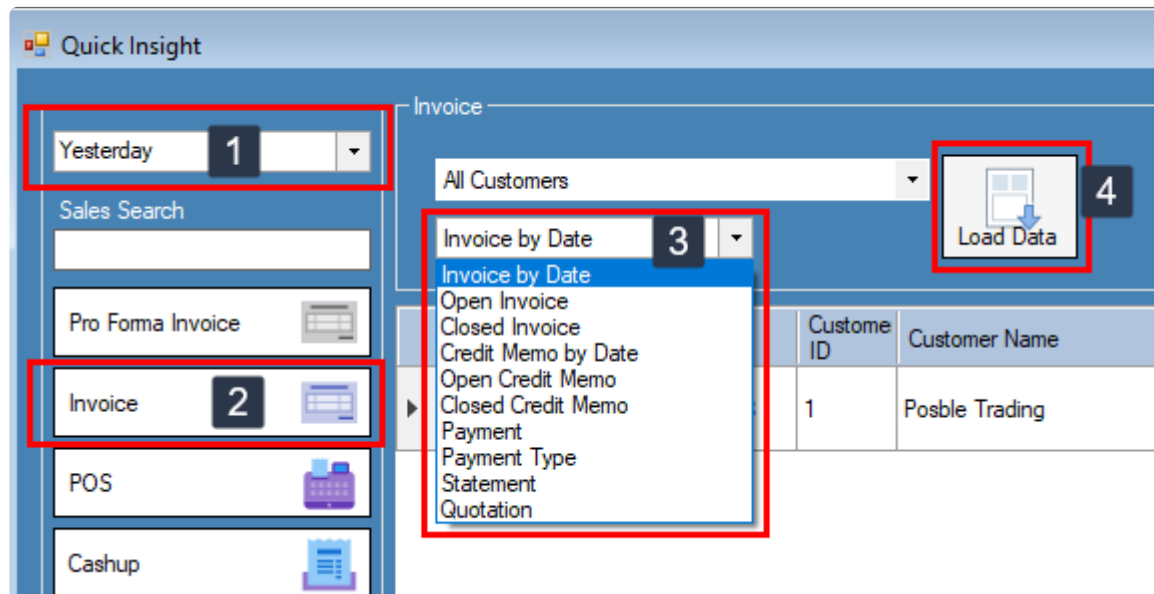 Quick Insight
Yesterday
1
Sales Search
Pro Forma Invoice
Invoice
2
POS
Cashup
Invoice
All Customers
Invoice by Date
3
Invoice by Date
Open Invoice
Closed Invoice
Credit Memo by Date
Open Credit Memo
Closed Credit Memo
Payment
Payment Type
Statement
Quotation
Load Data
4
Custome
ID
Customer Name
1
Posble Trading